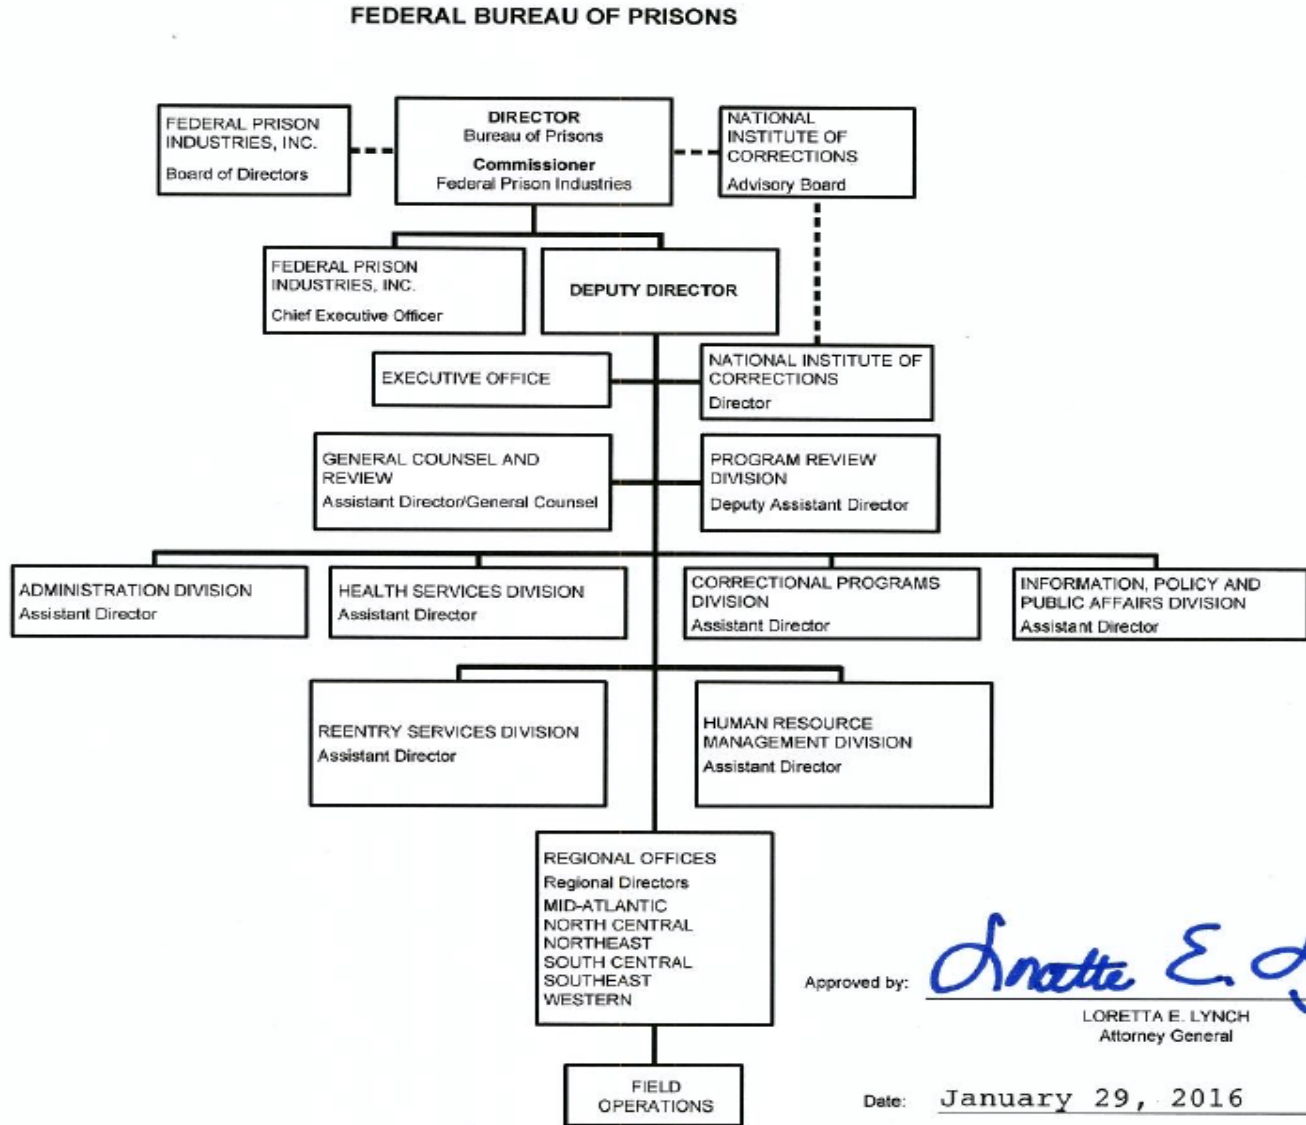 FEDERAL BUREAU OF PRISONS
FEDERAL PRISON
INDUSTRIES, INC.
Board of Directors
DIRECTOR
Bureau of Prisons
Commissioner
Federal Prison Industries
NATIONAL
INSTITUTE OF
CORRECTIONS
Advisory Board
FEDERAL PRISON
INDUSTRIES, INC.
Chief Executive Officer
DEPUTY DIRECTOR
EXECUTIVE OFFICE
NATIONAL INSTITUTE OF
CORRECTIONS
Director
GENERAL COUNSEL AND
REVIEW
Assistant Director/General Counsel
PROGRAM REVIEW
DIVISION
Deputy Assistant Director
ADMINISTRATION DIVISION
Assistant Director
HEALTH SERVICES DIVISION
Assistant Director
CORRECTIONAL PROGRAMS
DIVISION
Assistant Director
INFORMATION, POLICY AND
PUBLIC AFFAIRS DIVISION
Assistant Director
REENTRY SERVICES DIVISION
Assistant Director
HUMAN RESOURCE
MANAGEMENT DIVISION
Assistant Director
REGIONAL OFFICES
Regional Directors
MID-ATLANTIC
NORTH CENTRAL
NORTHEAST
SOUTH CENTRAL
SOUTHEAST
WESTERN
FIELD
OPERATIONS
Approved by: Loretta E.
LORETTA E. LYNCH
Attorney General
Date: January 29, 2016